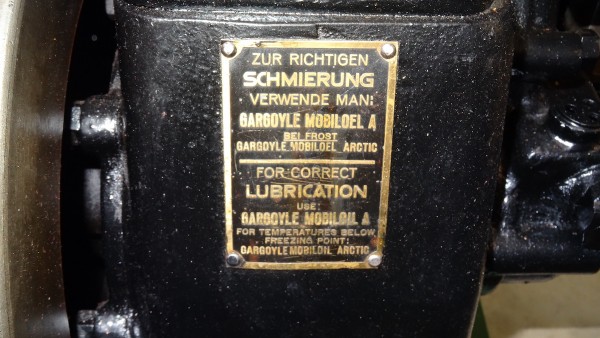 ZUR RICHTIGEN
SCHMIERUNG
VERWENDE MAN:
GARGOYLE MOBILOEL A
BEI FROST
GARGOYLE MOBILOEL ARCTIC
FOR CORRECT
LUBRICATION
USE:
GARGOYLE MOBILOIL A
FOR TEMPERATURES BELOW
FREEZING POINT:
GARGOYLE MOBILOIL ARCTIC